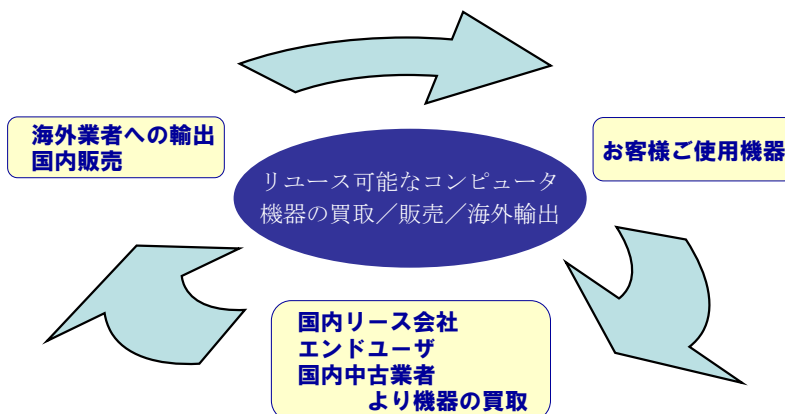 海外業者への輸出
国内販売
お客様ご使用機器
リユース可能なコンピュータ
機器の買取／販売／海外輸出
国内リース会社
エンドユーザ
国内中古業者
より機器の買取